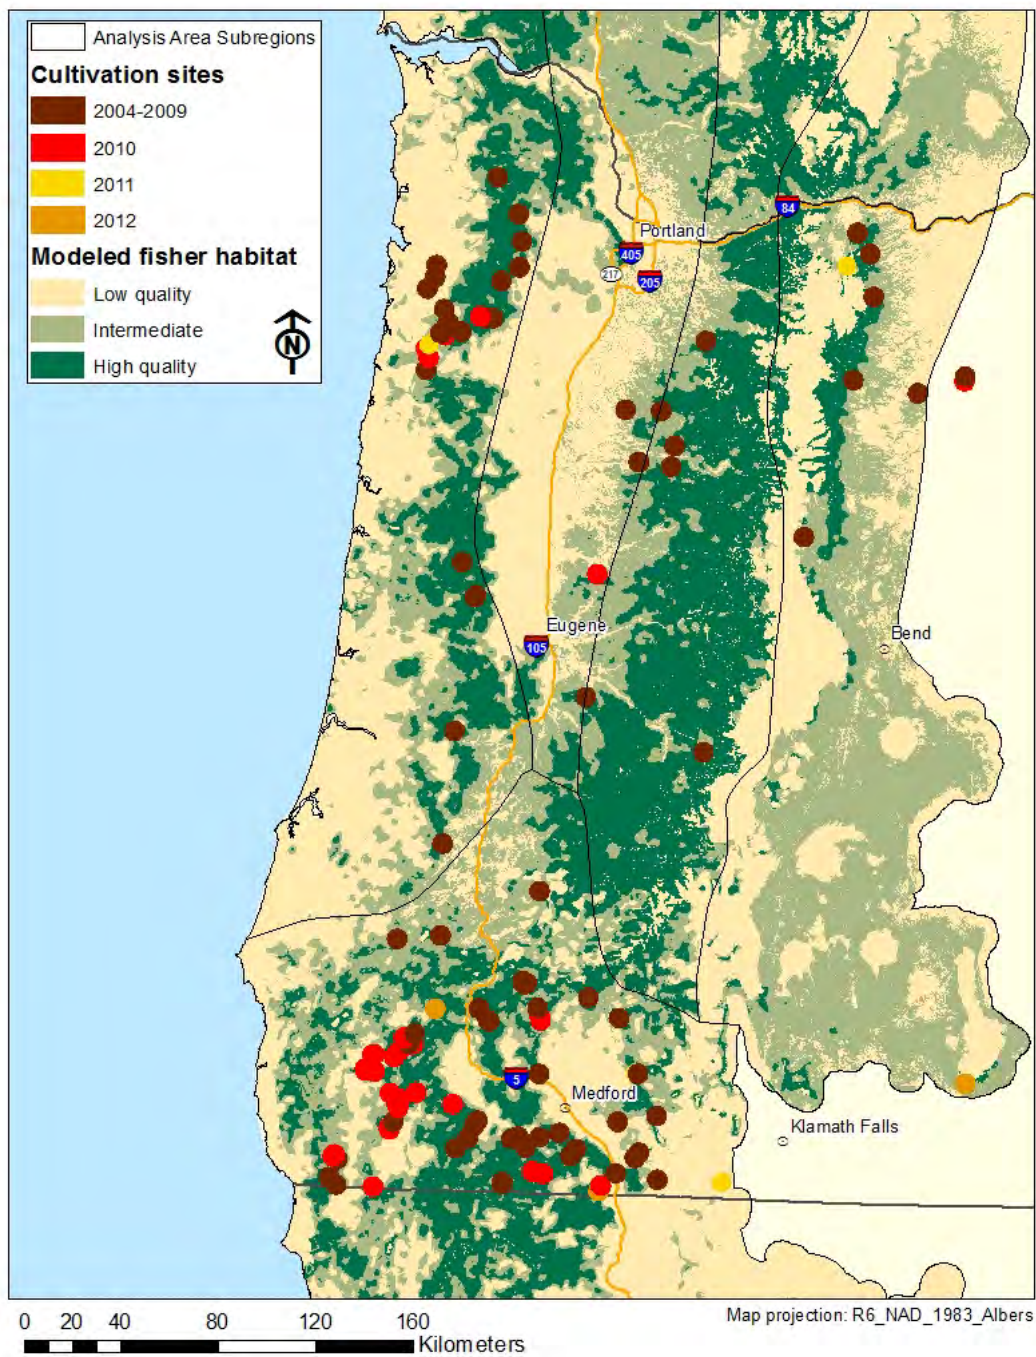 Analysis Area Subregions
Cultivation sites
2004-2009
2010
2011
2012
Modeled fisher habitat
Low quality
Intermediate
High quality
N
84
Portland
405
217
205
Eugene
105
Bend
5
Medford
Klamath Falls
Map projection: R6_NAD_1983_Albers
0 20 40 80 120 160
Kilometers